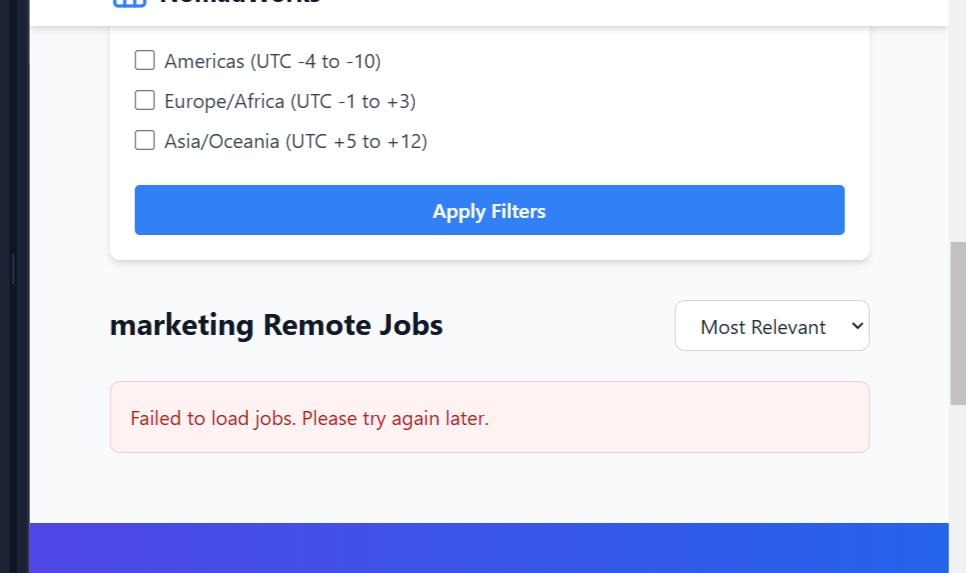 NomadWorks
Americas (UTC -4 to -10)
Europe/Africa (UTC -1 to +3)
Asia/Oceania (UTC +5 to +12)
Apply Filters
marketing Remote Jobs
Most Relevant
Failed to load jobs. Please try again later.